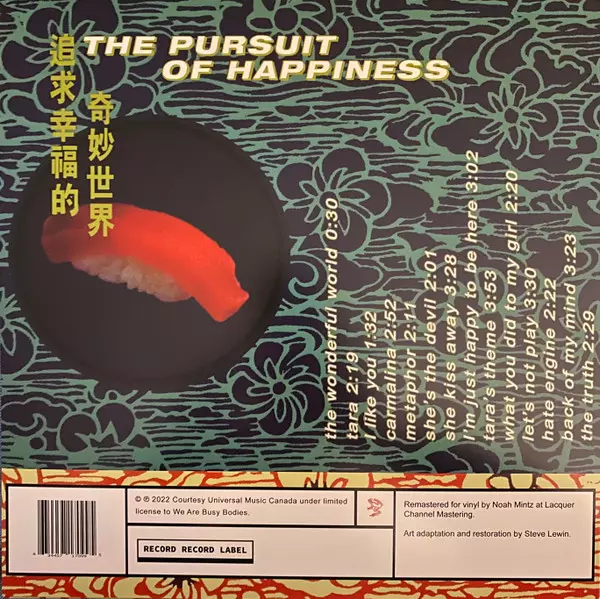 THE PURSUIT
OF HAPPINESS
追求幸福的
奇妙世界
the wonderful world 0:30
tara 2:19
I like you 1:32
carmalina 2:52
metaphor 2:11
she's the devil 2:01
she kiss away 3:28
I'm just happy to be here 3:02
tara's theme 0:53
what you did to my girl 2:20
let's not play 3:30
hate engine 2:22
back of my mind 3:23
the truth 2:29
© ℗ 2022 Courtesy Universal Music Canada under limited
license to We Are Busy Bodies.
RECORD RECORD LABEL
Remastered for vinyl by Noah Mintz at Lacquer
Channel Mastering.
Art adaptation and restoration by Steve Lewin.